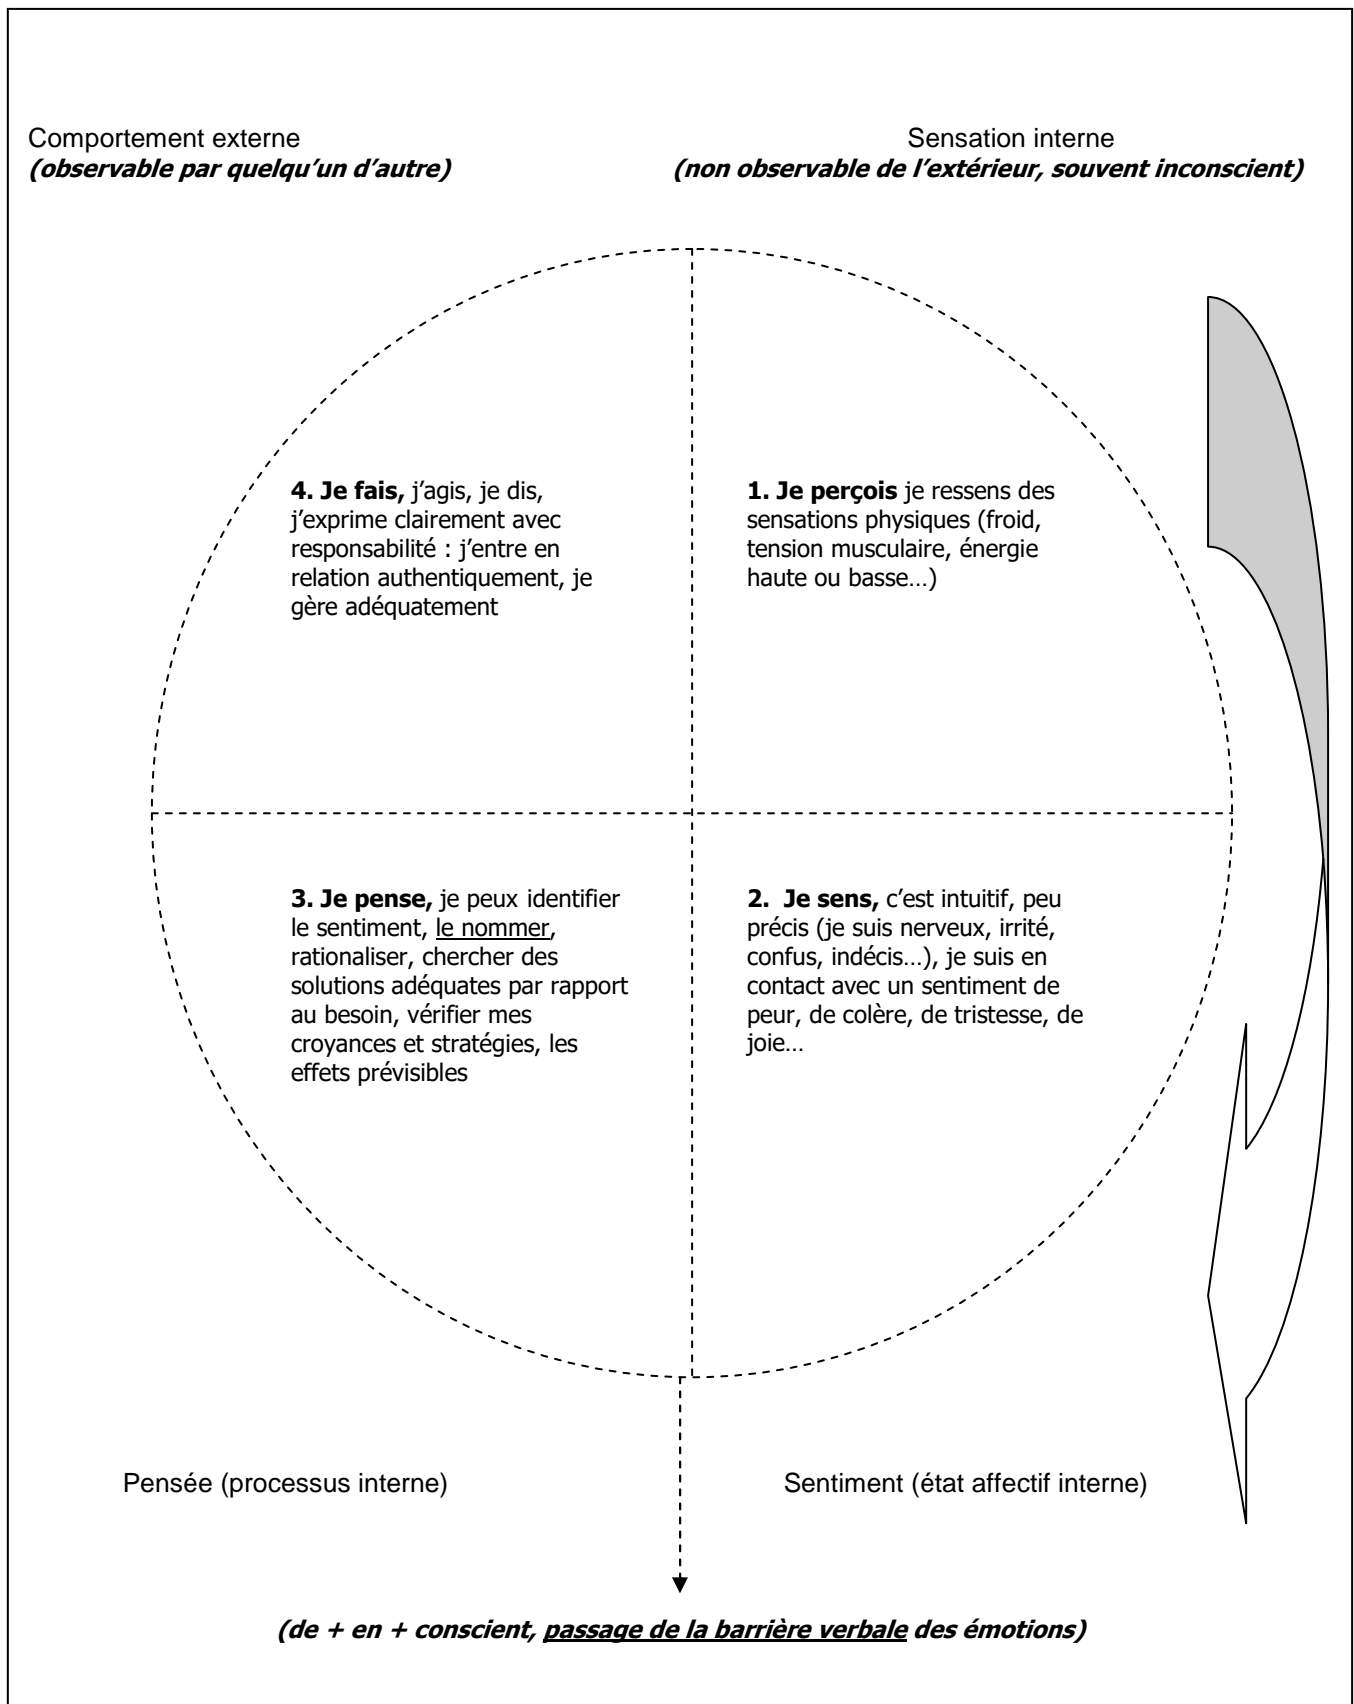 Comportement externe
(observable par quelqu’un d’autre)
Sensation interne
(non observable de l’extérieur, souvent inconscient)
4. Je fais, j’agis, je dis,
j’exprime clairement avec
responsabilité : j’entre en
relation authentiquement, je
gère adéquatement
1. Je perçois je ressens des
sensations physiques (froid,
tension musculaire, énergie
haute ou basse…)
3. Je pense, je peux identifier
le sentiment, le nommer,
rationaliser, chercher des
solutions adéquates par rapport
au besoin, vérifier mes
croyances et stratégies, les
effets prévisibles
2. Je sens, c’est intuitif, peu
précis (je suis nerveux, irrité,
confus, indécis…), je suis en
contact avec un sentiment de
peur, de colère, de tristesse, de
joie…
Pensée (processus interne)
Sentiment (état affectif interne)
(de + en + conscient, passage de la barrière verbale des émotions)